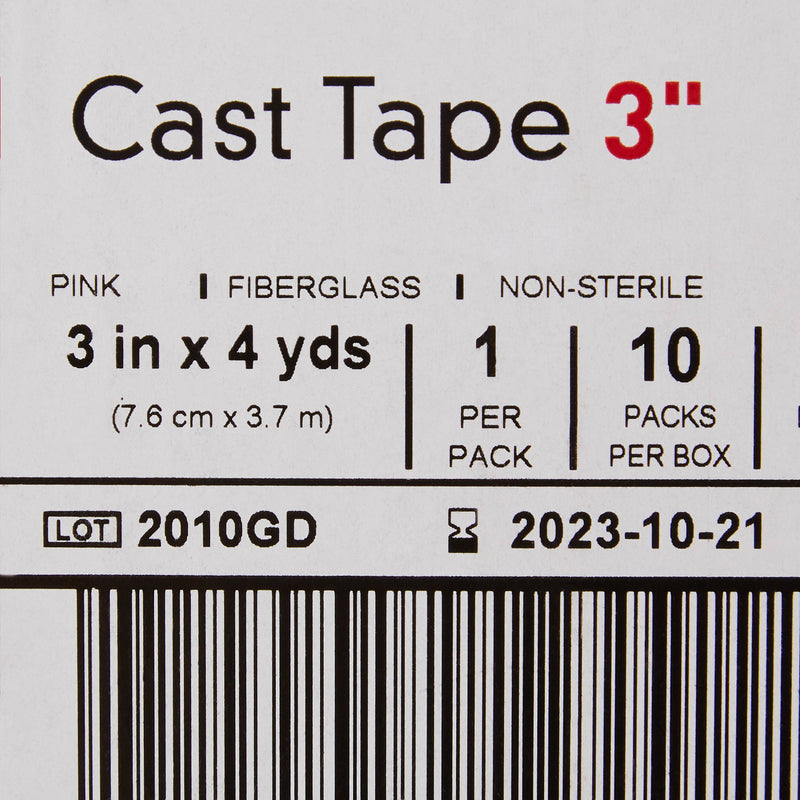 Cast Tape 3"
PINK | FIBERGLASS | NON-STERILE
3 in x 4 yds
(7.6 cm x 3.7 m)
1
PER
PACK
10
PACKS
PER BOX
LOT 2010GD
2023-10-21